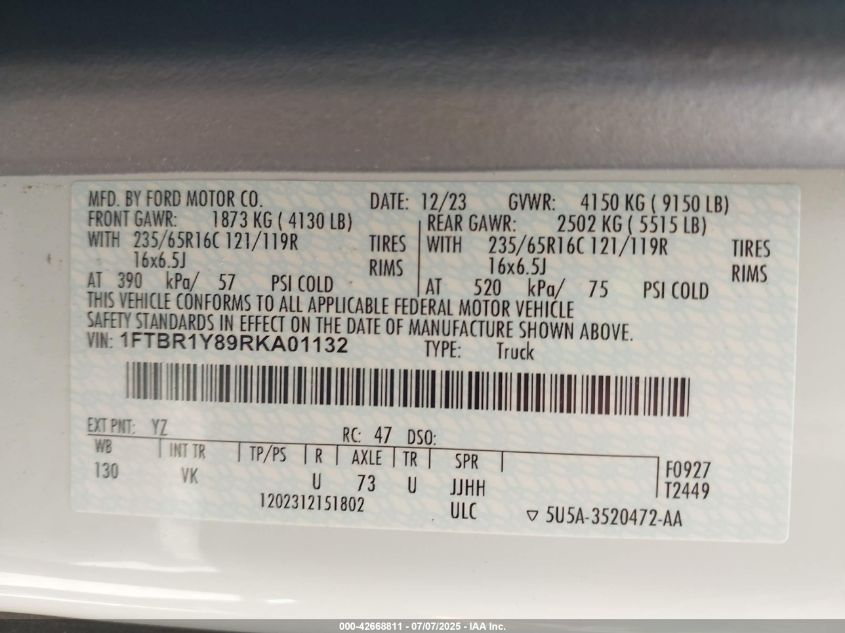 MFD. BY FORD MOTOR CO. DATE: 12/23 GVWR: 4150 KG ( 9150 LB)
FRONT GAWR: 1873 KG ( 4130 LB) REAR GAWR: 2502 KG ( 5515 LB)
WITH 235/65R16C 121/119R TIRES WITH 235/65R16C 121/119R TIRES
16x6.5J RIMS 16x6.5J RIMS
AT 390 kPa/ 57 PSI COLD AT 520 kPa/ 75 PSI COLD
THIS VEHICLE CONFORMS TO ALL APPLICABLE FEDERAL MOTOR VEHICLE
SAFETY STANDARDS IN EFFECT ON THE DATE OF MANUFACTURE SHOWN ABOVE.
VIN: 1FTBR1Y89RKA01132 TYPE: Truck
EXT PNT: YZ RC: 47 DSO:
WB INT TR TP/PS R AXLE TR SPR F0927
130 VK U 73 U JJHH T2449
1202312151802 ULC ▽ 5U5A-3520472-AA
000-42668811 - 07/07/2025 - IAA Inc.